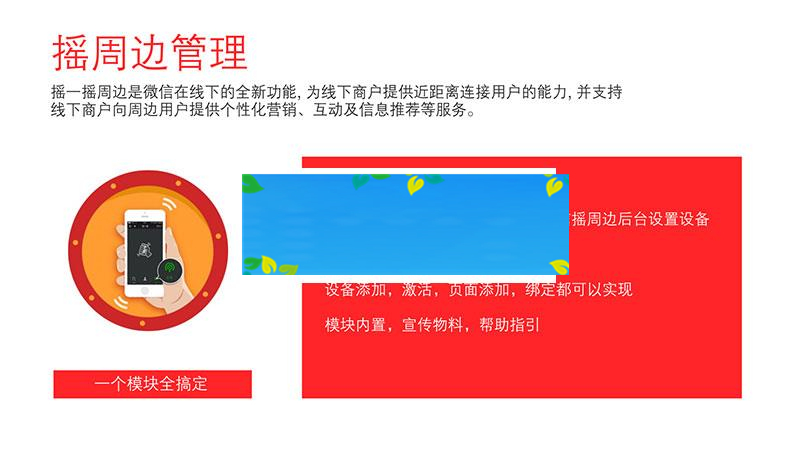 摇周边管理
摇一摇周边是微信在线下的全新功能, 为线下商户提供近距离连接用户的能力, 并支持
线下商户向周边用户提供个性化营销、互动及信息推荐等服务。
摇周边后台设置设备
设备添加，激活，页面添加，绑定都可以实现
模块内置，宣传物料，帮助指引
一个模块全搞定